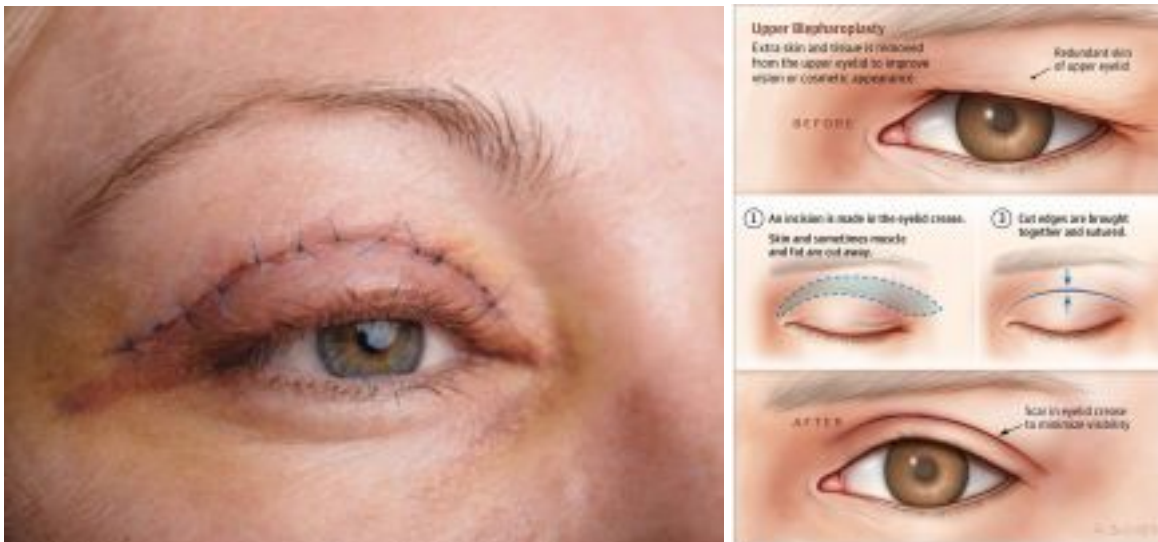 Upper Blepharoplasty
Extra skin and tissue is removed
from the upper eyelid to improve
vision or cosmetic appearance.
Redundant skin
of upper eyelid
BEFORE
1 An incision is made in the eyelid crease.
Skin and sometimes muscle
and fat are cut away.
Cut edges are brought
together and sutured.
AFTER
Scar in eyelid crease
to minimize visibility